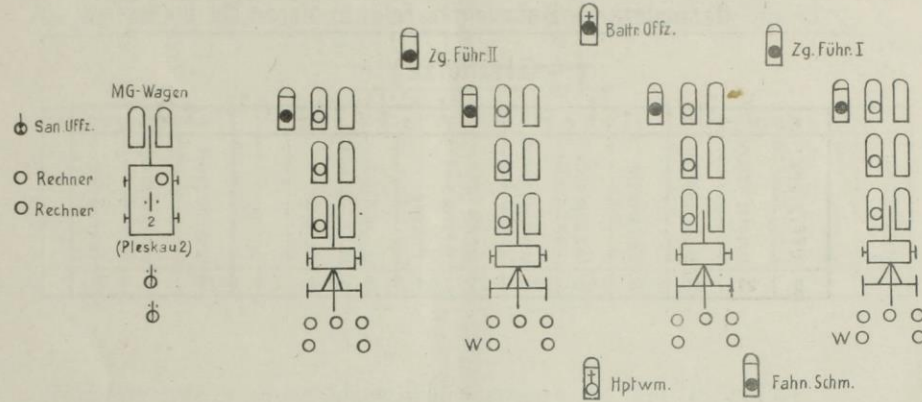 Battr. Offz.
Zg. Führ. II
Zg. Führ. I
MG-Wagen
San. Uffz.
Rechner
Rechner
2
(Pleskau 2)
W
W
Hptwm.
Fahn. Schm.